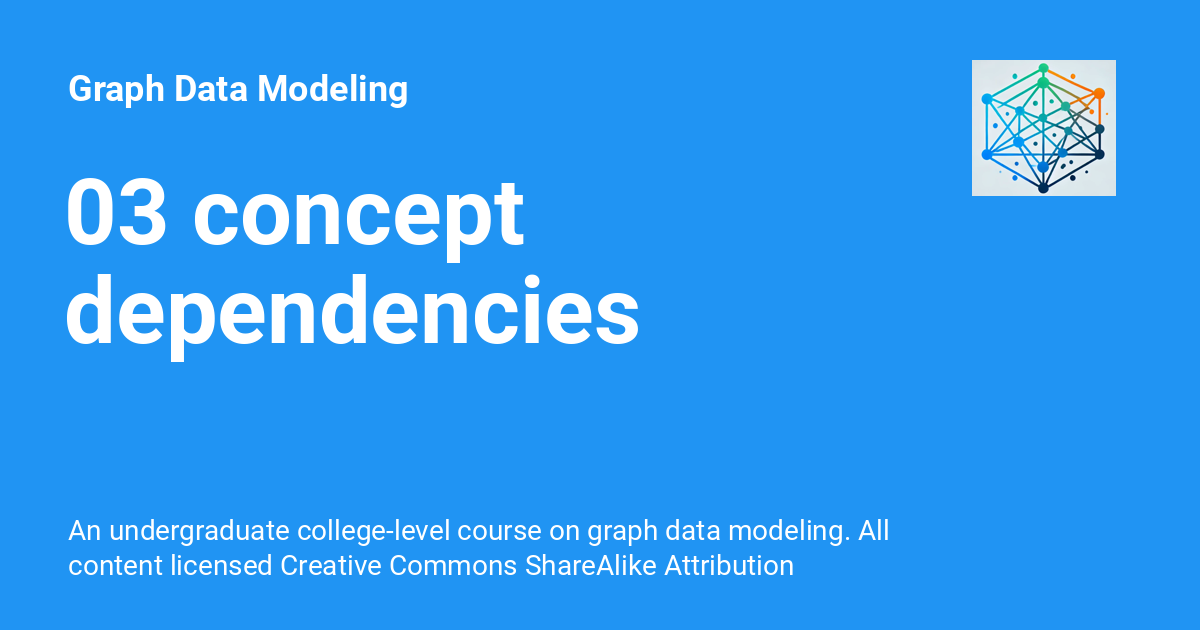 Graph Data Modeling
03 concept
dependencies
An undergraduate college-level course on graph data modeling. All
content licensed Creative Commons ShareAlike Attribution